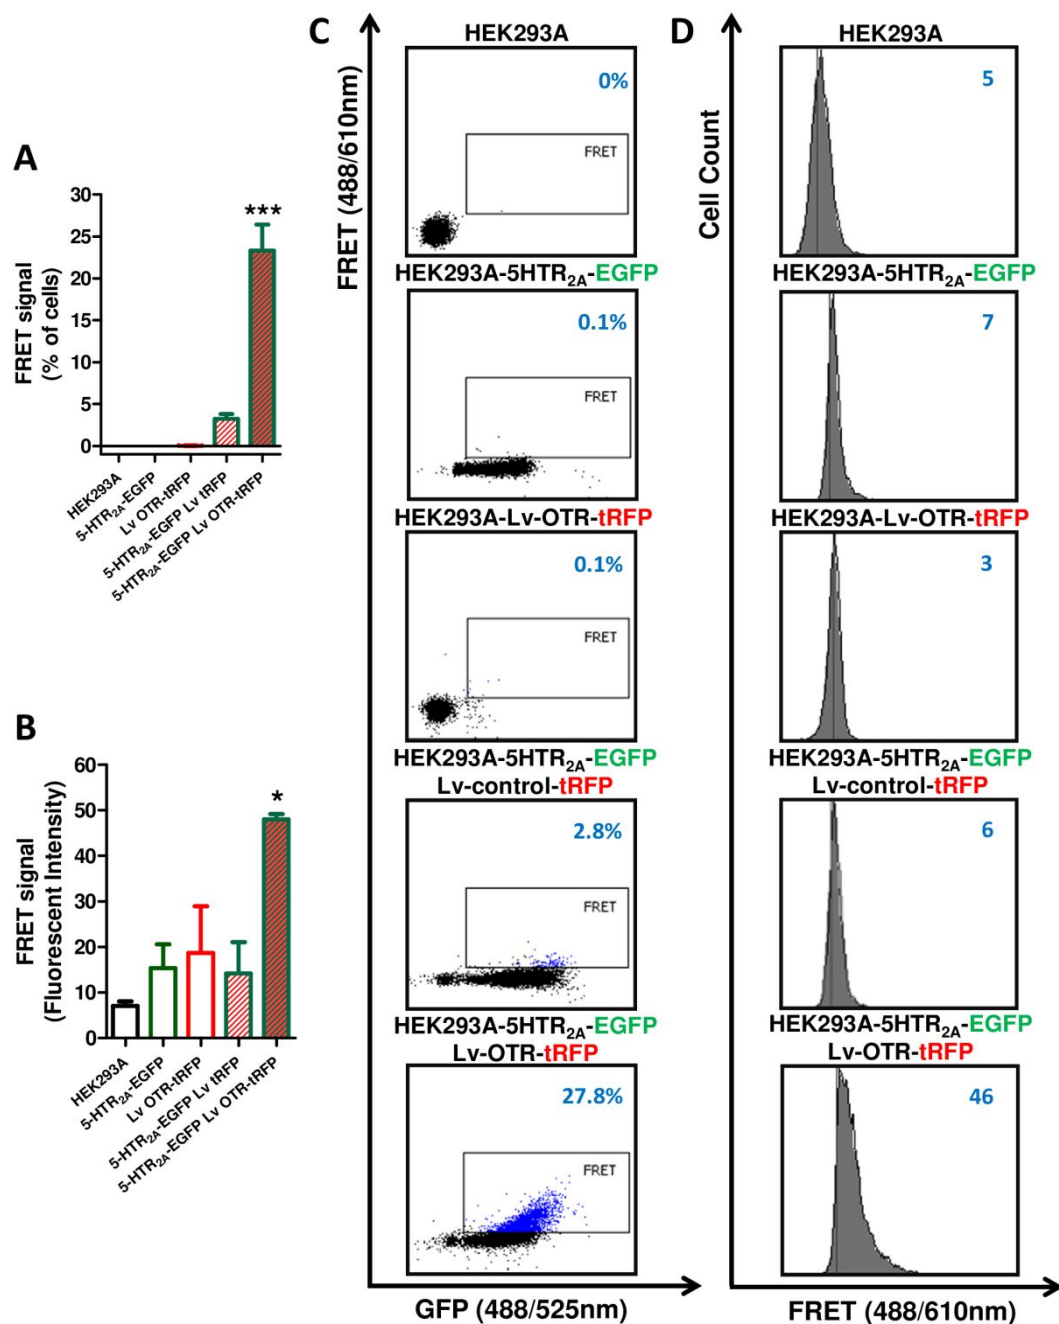 A
FRET signal
(% of cells)
30
25
20
15
10
5
0
***
HEK293A
5-HTR2A-EGFP
Lv OTR-tRFP
5-HTR2A-EGFP Lv tRFP
5-HTR2A-EGFP Lv OTR-tRFP
B
FRET signal
(Fluorescent Intensity)
60
50
40
30
20
10
0
*
HEK293A
5-HTR2A-EGFP
Lv OTR-tRFP
5-HTR2A-EGFP Lv tRFP
5-HTR2A-EGFP Lv OTR-tRFP
C
FRET (488/610nm)
HEK293A
0%
FRET
HEK293A-5HTR2A-EGFP
0.1%
FRET
HEK293A-Lv-OTR-tRFP
0.1%
FRET
HEK293A-5HTR2A-EGFP
Lv-control-tRFP
2.8%
FRET
HEK293A-5HTR2A-EGFP
Lv-OTR-tRFP
27.8%
FRET
GFP (488/525nm)
D
Cell Count
HEK293A
5
HEK293A-5HTR2A-EGFP
7
HEK293A-Lv-OTR-tRFP
3
HEK293A-5HTR2A-EGFP
Lv-control-tRFP
6
HEK293A-5HTR2A-EGFP
Lv-OTR-tRFP
46
FRET (488/610nm)